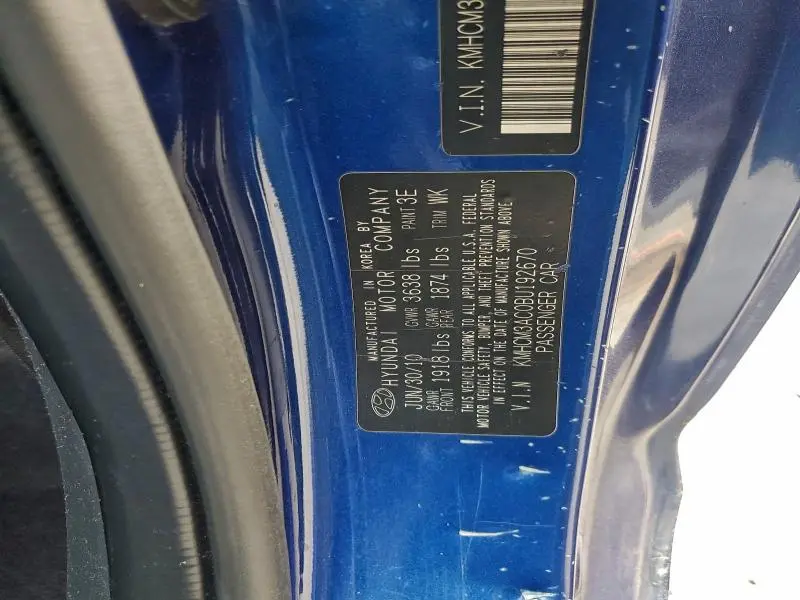 MANUFACTURED IN KOREA BY
HYUNDAI MOTOR COMPANY
JUN/30/10 GVWR 3638 lbs PAINT 3E
GAWR FRONT 1918 lbs GAWR REAR 1874 lbs TRIM WK
THIS VEHICLE CONFORMS TO ALL APPLICABLE U.S.A. FEDERAL
MOTOR VEHICLE SAFETY, BUMPER, AND THEFT PREVENTION STANDARDS
IN EFFECT ON THE DATE OF MANUFACTURE SHOWN ABOVE
V.I.N KMHCM3AC0BU192670
PASSENGER CAR
V.I.N. KMHCM3